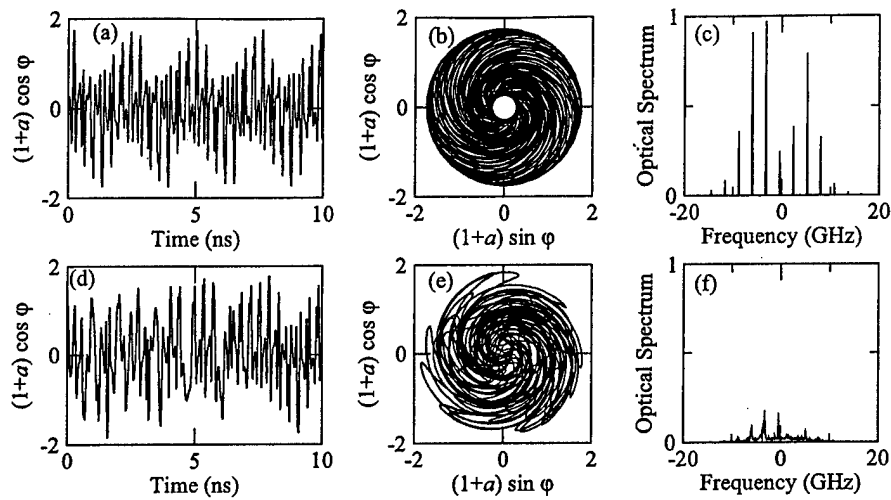 (a)
(1+a) cos φ
2
0
-2
0
5
10
Time (ns)
(b)
(1+a) cos φ
2
0
-2
-2
0
2
(1+a) sin φ
(c)
Optical Spectrum
1
0
-20
0
20
Frequency (GHz)
(d)
(1+a) cos φ
2
0
-2
0
5
10
Time (ns)
(e)
(1+a) cos φ
2
0
-2
-2
0
2
(1+a) sin φ
(f)
Optical Spectrum
1
0
-20
0
20
Frequency (GHz)